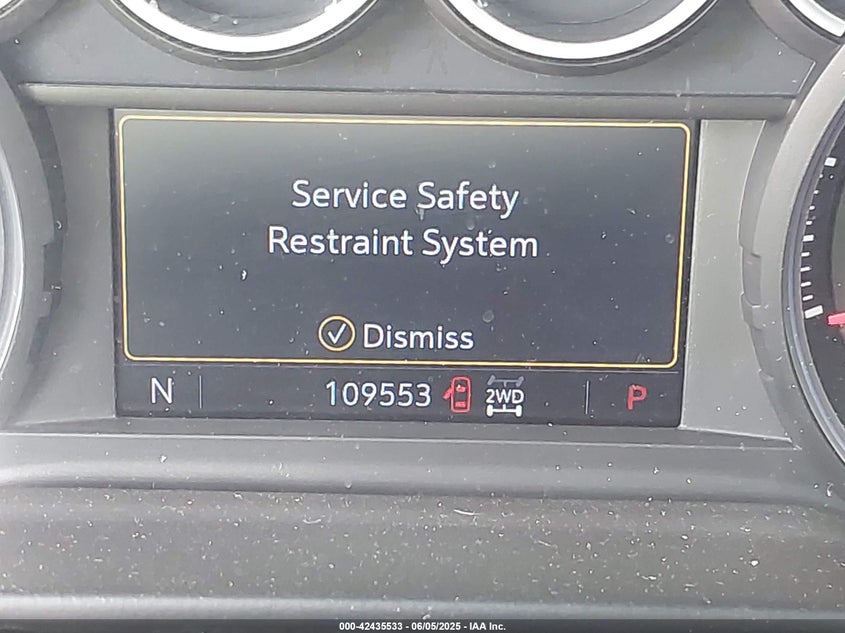 Service Safety
Restraint System
Dismiss
N 109553 2WD P
000-42435533 - 06/05/2025 - IAA Inc.